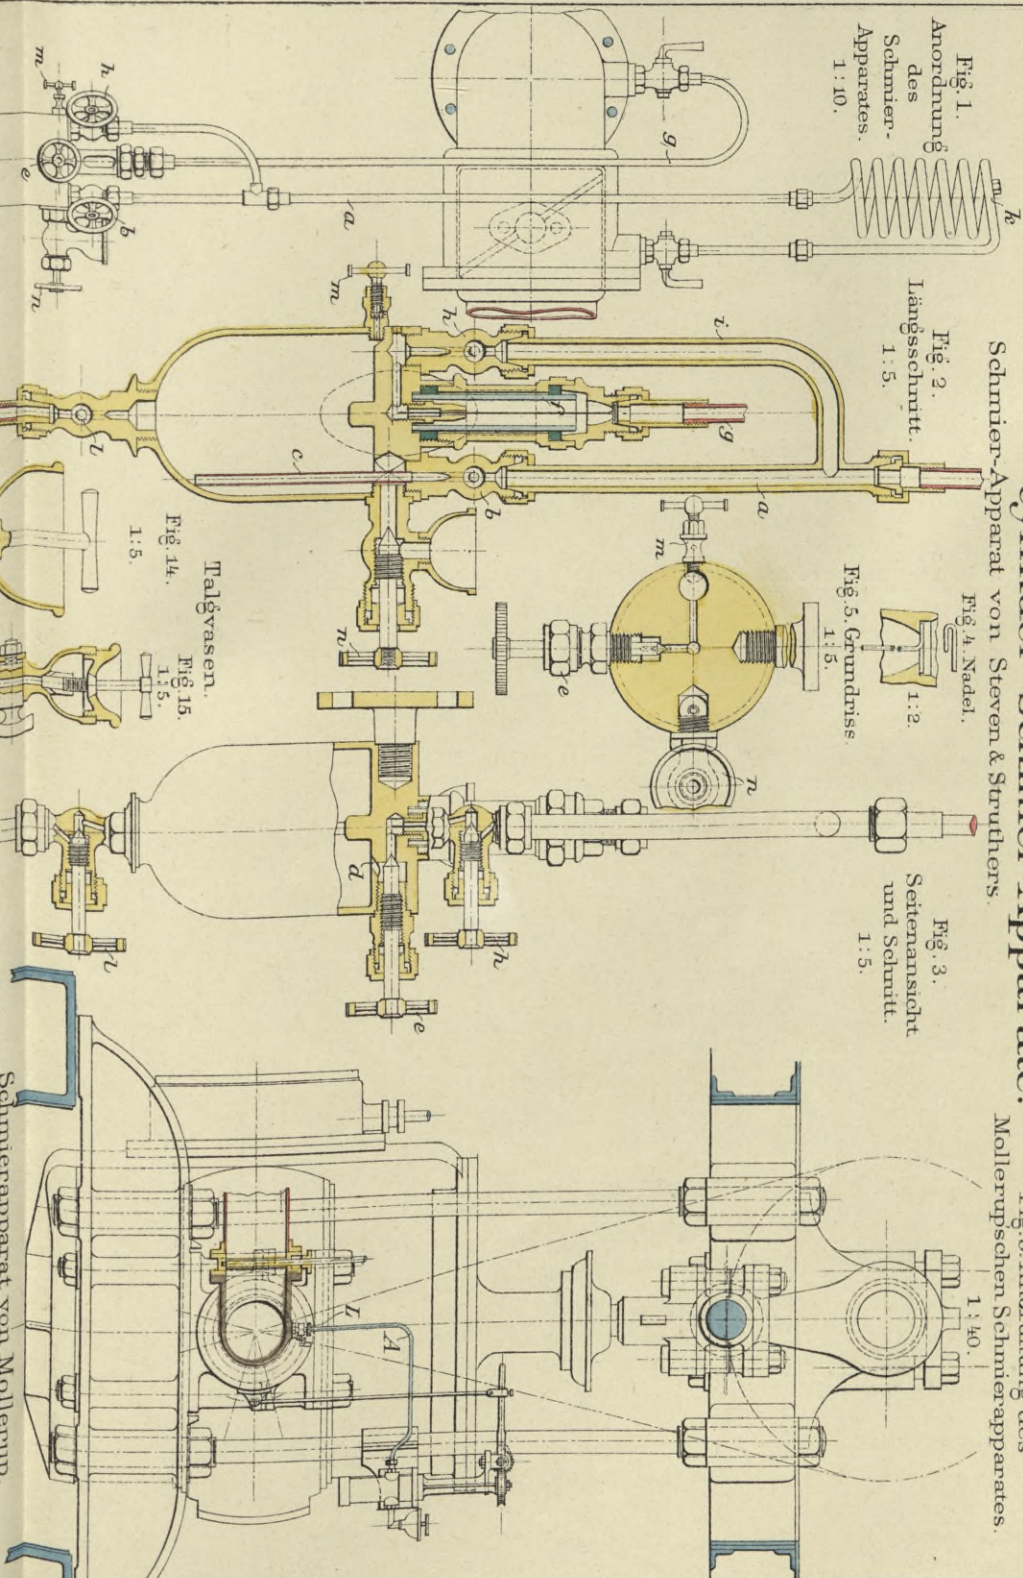 Schmier-Apparat von Steven & Struthers.
Fig. 1.
Anordnung
des
Schmier-
Apparates.
1:10.
k
g
a
m
h
e
b
n
Fig. 2.
Längsschnitt.
1:5.
i
h
m
f
g
c
b
a
l
n
Fig. 4. Nadel.
1:2.
Fig. 5. Grundriss.
1:5.
m
e
n
Fig. 3.
Seitenansicht
und Schnitt.
1:5.
d
h
e
l
Talgvasen.
Fig. 14.
1:5.
Fig. 15.
1:5.
Mollerupschen Schmierapparates.
1:40.
L
A
Schmierapparat von Mollerup.